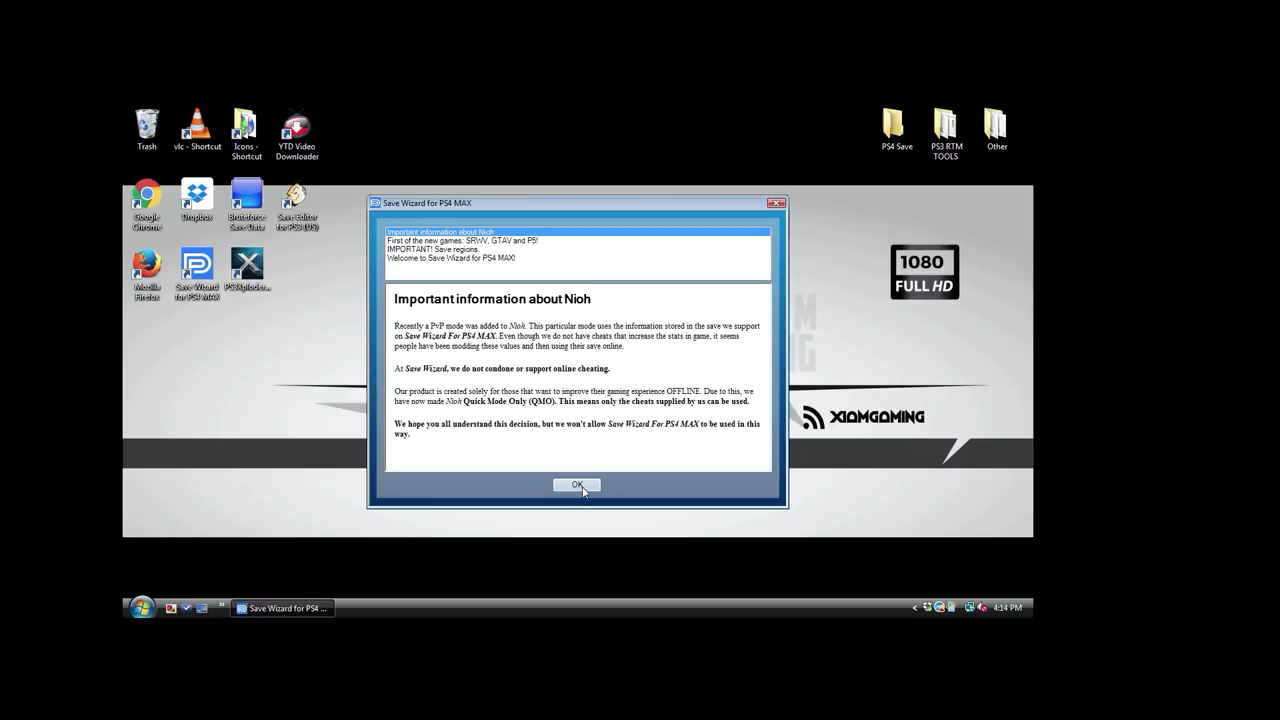 Trash
vlc - Shortcut
Icons -
Shortcut
YTD Video
Downloader
PS4 Save
PS3 RTM
TOOLS
Other
Google
Chrome
Dropbox
Bruteforce
Save Data
Save Editor
for PS3 (US)
Mozilla
Firefox
Save Wizard
for PS4 MAX
PS3Xploder...
Save Wizard for PS4 MAX
Important information about Nioh
First of the new games: SRWV, GTAV and P5!
IMPORTANT! Save regions.
Welcome to Save Wizard for PS4 MAX!
Important information about Nioh
Recently a PvP mode was added to Nioh. This particular mode uses the information stored in the save we support
on Save Wizard For PS4 MAX. Even though we do not have cheats that increase the stats in game, it seems
people have been modding these values and then using their save online.
At Save Wizard, we do not condone or support online cheating.
Our product is created solely for those that want to improve their gaming experience OFFLINE. Due to this, we
have now made Nioh Quick Mode Only (QMO). This means only the cheats supplied by us can be used.
We hope you all understand this decision, but we won't allow Save Wizard For PS4 MAX to be used in this
way.
OK
1080
FULL HD
XIOMGAMING
Save Wizard for PS4 ...
4:14 PM